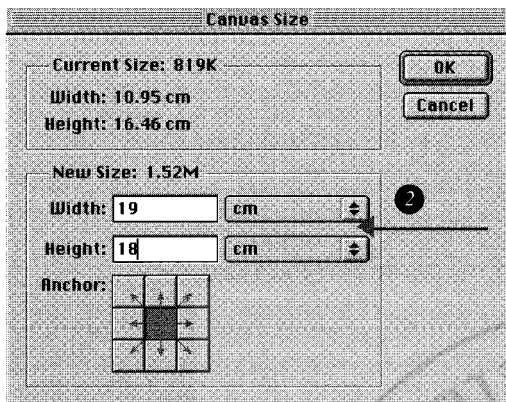 Canvas Size
Current Size: 819K
Width: 10.95 cm
Height: 16.46 cm
OK
Cancel
New Size: 1.52M
Width: 19 cm
2
Height: 18 cm
Anchor: